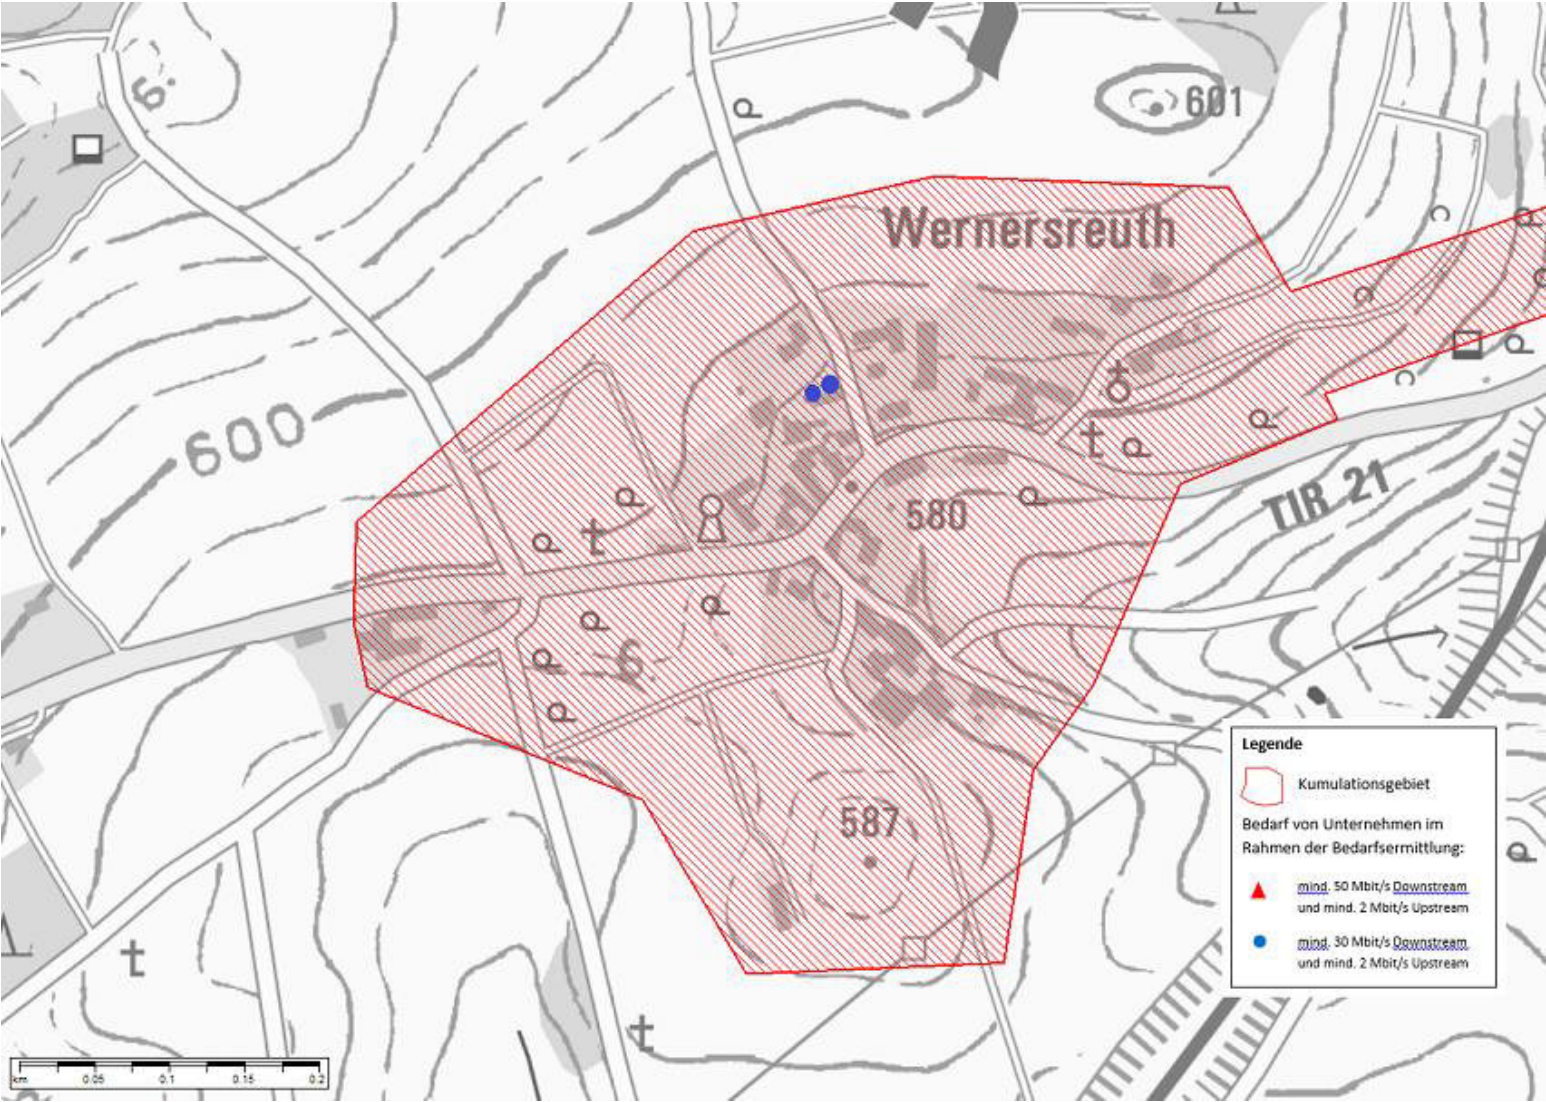 601
Wernersreuth
600
580
TIR 21
587
6.
6.
Legende
Kumulationsgebiet
Bedarf von Unternehmen im
Rahmen der Bedarfsermittlung:
mind. 50 Mbit/s Downstream
und mind. 2 Mbit/s Upstream
mind. 30 Mbit/s Downstream
und mind. 2 Mbit/s Upstream
km 0.05 0.1 0.15 0.2